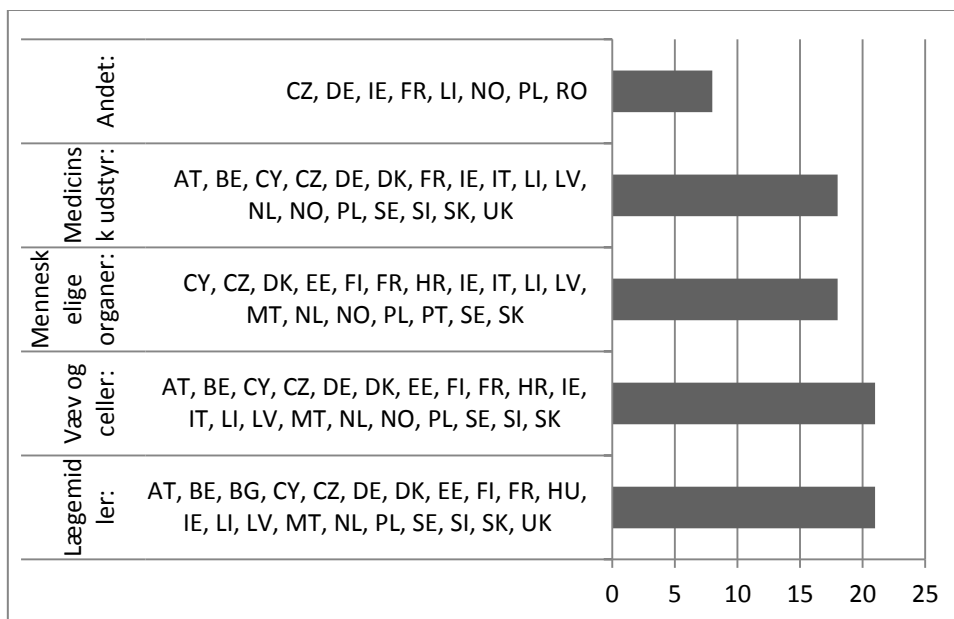 Andet:
CZ, DE, IE, FR, LI, NO, PL, RO
Medicins
k udstyr:
AT, BE, CY, CZ, DE, DK, FR, IE, IT, LI, LV,
NL, NO, PL, SE, SI, SK, UK
Mennesk
elige
organer:
CY, CZ, DK, EE, FI, FR, HR, IE, IT, LI, LV,
MT, NL, NO, PL, PT, SE, SK
Væv og
celler:
AT, BE, CY, CZ, DE, DK, EE, FI, FR, HR, IE,
IT, LI, LV, MT, NL, NO, PL, SE, SI, SK
Lægemid
ler:
AT, BE, BG, CY, CZ, DE, DK, EE, FI, FR, HU,
IE, LI, LV, MT, NL, PL, SE, SI, SK, UK
0 5 10 15 20 25